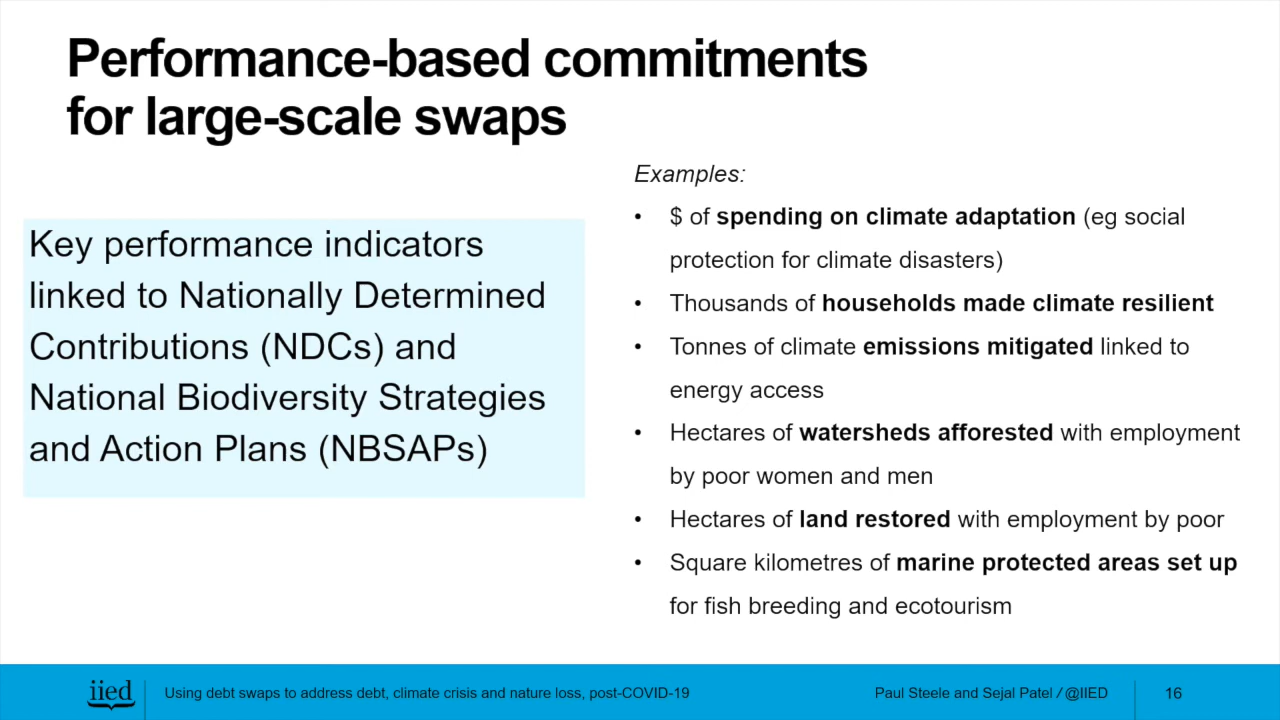 Performance-based commitments
for large-scale swaps
Key performance indicators
linked to Nationally Determined
Contributions (NDCs) and
National Biodiversity Strategies
and Action Plans (NBSAPs)
Examples:
• $ of spending on climate adaptation (eg social
protection for climate disasters)
• Thousands of households made climate resilient
• Tonnes of climate emissions mitigated linked to
energy access
• Hectares of watersheds afforested with employment
by poor women and men
• Hectares of land restored with employment by poor
• Square kilometres of marine protected areas set up
for fish breeding and ecotourism
iied
Using debt swaps to address debt, climate crisis and nature loss, post-COVID-19
Paul Steele and Sejal Patel / @IIED
16